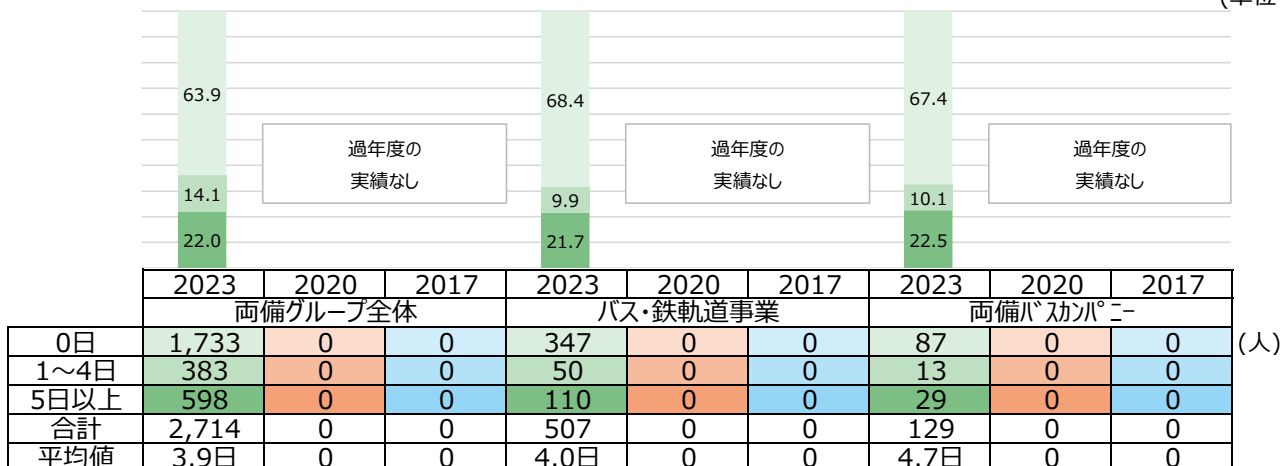 (単位
63.9 68.4 67.4
過年度の 過年度の 過年度の
実績なし 実績なし 実績なし
14.1 9.9 10.1
22.0 21.7 22.5
2023 2020 2017 2023 2020 2017 2023 2020 2017
両備グループ全体 バス・鉄軌道事業 両備バスカンパニー
0日 1,733 0 0 347 0 0 87 0 0 (人)
1～4日 383 0 0 50 0 0 13 0 0
5日以上 598 0 0 110 0 0 29 0 0
合計 2,714 0 0 507 0 0 129 0 0
平均値 3.9日 0 0 4.0日 0 0 4.7日 0 0